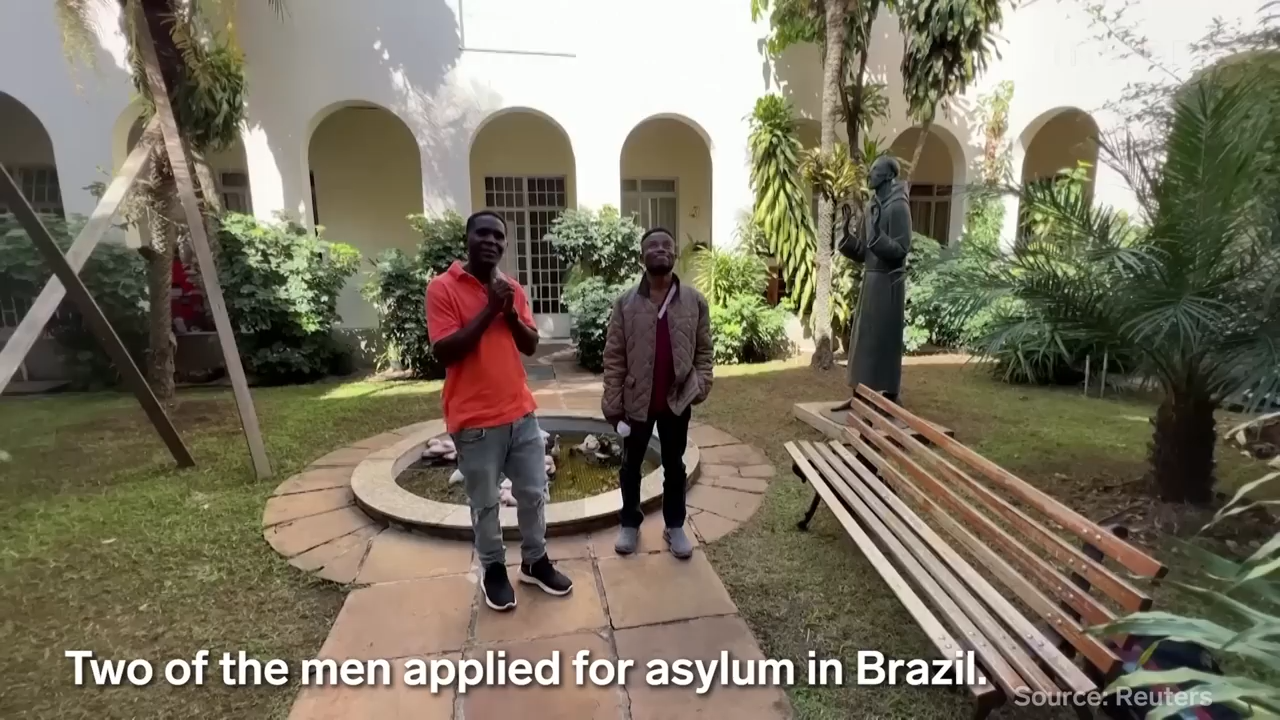 Two of the men applied for asylum in Brazil.
Source: Reuters